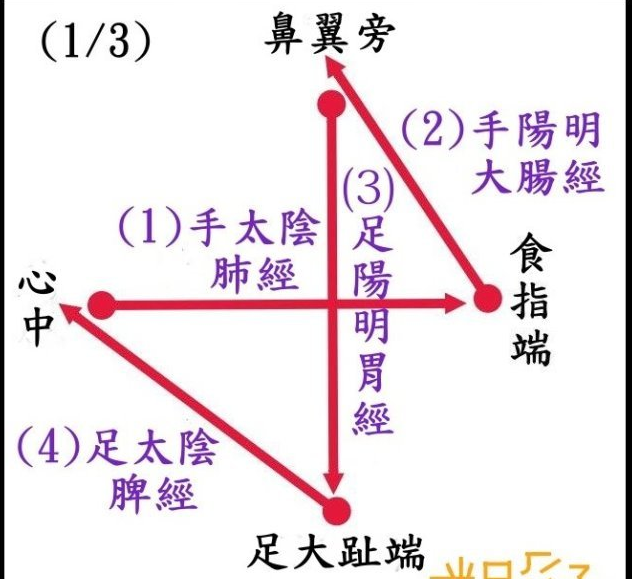 (1/3)
鼻翼旁
(2)手陽明
大腸經
(3)足陽明胃經
(1)手太陰
肺經
食指端
心中
(4)足太陰
脾經
足大趾端